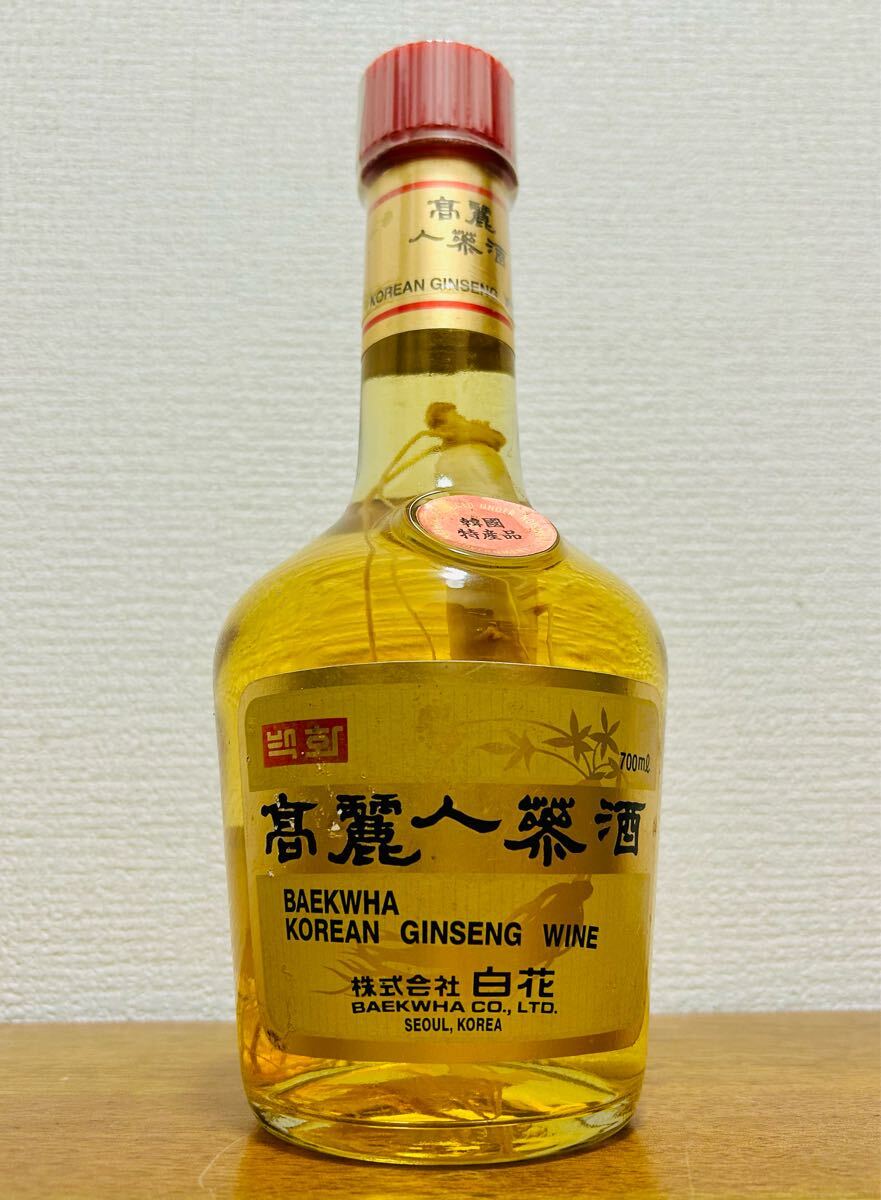 高麗
人蔘酒
KOREAN GINSENG
韓國
特産品
백화
700ml
高麗人蔘酒
BAEKWHA
KOREAN GINSENG WINE
株式会社 白花
BAEKWHA CO., LTD.
SEOUL, KOREA